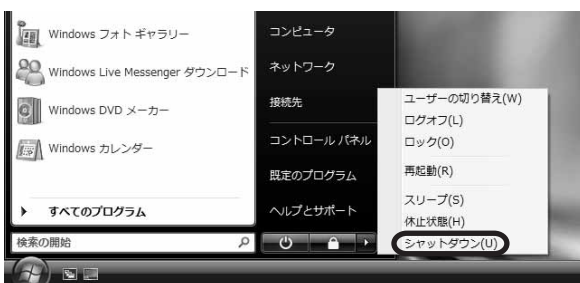 Windows フォト ギャラリー
Windows Live Messenger ダウンロード
Windows DVD メーカー
Windows カレンダー
すべてのプログラム
検索の開始
コンピュータ
ネットワーク
接続先
コントロール パネル
既定のプログラム
ヘルプとサポート
ユーザーの切り替え(W)
ログオフ(L)
ロック(O)
再起動(R)
スリープ(S)
休止状態(H)
シャットダウン(U)